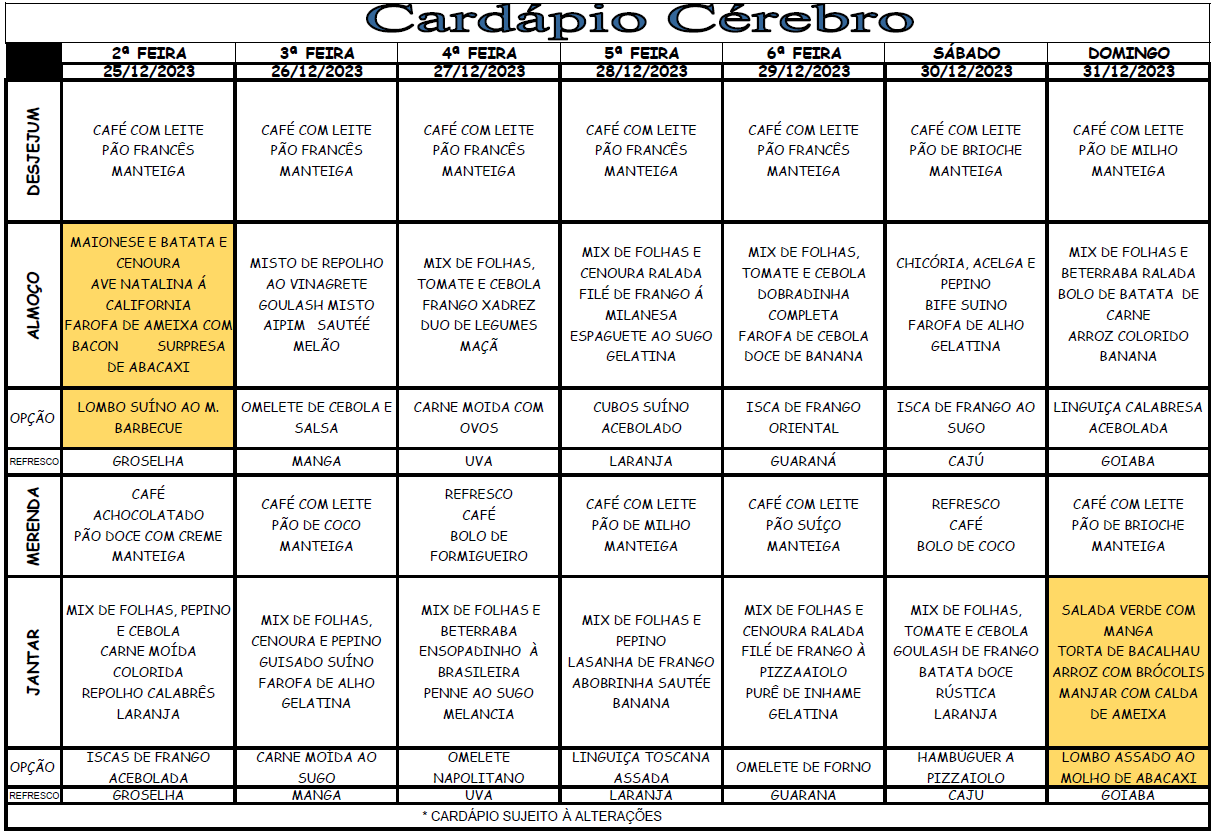 Cardápio Cérebro
2ª FEIRA 3ª FEIRA 4ª FEIRA 5ª FEIRA 6ª FEIRA SÁBADO DOMINGO
25/12/2023 26/12/2023 27/12/2023 28/12/2023 29/12/2023 30/12/2023 31/12/2023
DESJEJUM
CAFÉ COM LEITE
PÃO FRANCÊS
MANTEIGA
CAFÉ COM LEITE
PÃO FRANCÊS
MANTEIGA
CAFÉ COM LEITE
PÃO FRANCÊS
MANTEIGA
CAFÉ COM LEITE
PÃO FRANCÊS
MANTEIGA
CAFÉ COM LEITE
PÃO FRANCÊS
MANTEIGA
CAFÉ COM LEITE
PÃO DE BRIOCHE
MANTEIGA
CAFÉ COM LEITE
PÃO DE MILHO
MANTEIGA
ALMOÇO
MAIONESE E BATATA E
CENOURA
AVE NATALINA Á
CALIFORNIA
FAROFA DE AMEIXA COM
BACON SURPRESA
DE ABACAXI
MISTO DE REPOLHO
AO VINAGRETE
GOULASH MISTO
AIPIM SAUTÉÉ
MELÃO
MIX DE FOLHAS,
TOMATE E CEBOLA
FRANGO XADREZ
DUO DE LEGUMES
MAÇÃ
MIX DE FOLHAS E
CENOURA RALADA
FILÉ DE FRANGO Á
MILANESA
ESPAGUETE AO SUGO
GELATINA
MIX DE FOLHAS,
TOMATE E CEBOLA
DOBRADINHA
COMPLETA
FAROFA DE CEBOLA
DOCE DE BANANA
CHICÓRIA, ACELGA E
PEPINO
BIFE SUINO
FAROFA DE ALHO
GELATINA
MIX DE FOLHAS E
BETERRABA RALADA
BOLO DE BATATA DE
CARNE
ARROZ COLORIDO
BANANA
OPÇÃO
LOMBO SUÍNO AO M.
BARBECUE
OMELETE DE CEBOLA E
SALSA
CARNE MOIDA COM
OVOS
CUBOS SUÍNO
ACEBOLADO
ISCA DE FRANGO
ORIENTAL
ISCA DE FRANGO AO
SUGO
LINGUIÇA CALABRESA
ACEBOLADA
REFRESCO GROSELHA MANGA UVA LARANJA GUARANÁ CAJÚ GOIABA
MERENDA
CAFÉ
ACHOCOLATADO
PÃO DOCE COM CREME
MANTEIGA
CAFÉ COM LEITE
PÃO DE COCO
MANTEIGA
REFRESCO
CAFÉ
BOLO DE
FORMIGUEIRO
CAFÉ COM LEITE
PÃO DE MILHO
MANTEIGA
CAFÉ COM LEITE
PÃO SUÍÇO
MANTEIGA
REFRESCO
CAFÉ
BOLO DE COCO
CAFÉ COM LEITE
PÃO DE BRIOCHE
MANTEIGA
JANTAR
MIX DE FOLHAS, PEPINO
E CEBOLA
CARNE MOÍDA
COLORIDA
REPOLHO CALABRÊS
LARANJA
MIX DE FOLHAS,
CENOURA E PEPINO
GUISADO SUÍNO
FAROFA DE ALHO
GELATINA
MIX DE FOLHAS E
BETERRABA
ENSOPADINHO À
BRASILEIRA
PENNE AO SUGO
MELANCIA
MIX DE FOLHAS E
PEPINO
LASANHA DE FRANGO
ABOBRINHA SAUTÉE
BANANA
MIX DE FOLHAS E
CENOURA RALADA
FILÉ DE FRANGO À
PIZZAAIOLO
PURÊ DE INHAME
GELATINA
MIX DE FOLHAS,
TOMATE E CEBOLA
GOULASH DE FRANGO
BATATA DOCE
RÚSTICA
LARANJA
SALADA VERDE COM
MANGA
TORTA DE BACALHAU
ARROZ COM BRÓCOLIS
MANJAR COM CALDA
DE AMEIXA
OPÇÃO
ISCAS DE FRANGO
ACEBOLADA
CARNE MOÍDA AO
SUGO
OMELETE
NAPOLITANO
LINGUIÇA TOSCANA
ASSADA
OMELETE DE FORNO
HAMBÚGUER A
PIZZAIOLO
LOMBO ASSADO AO
MOLHO DE ABACAXI
REFRESCO GROSELHA MANGA UVA LARANJA GUARANÁ CAJÚ GOIABA
* CARDÁPIO SUJEITO À ALTERAÇÕES